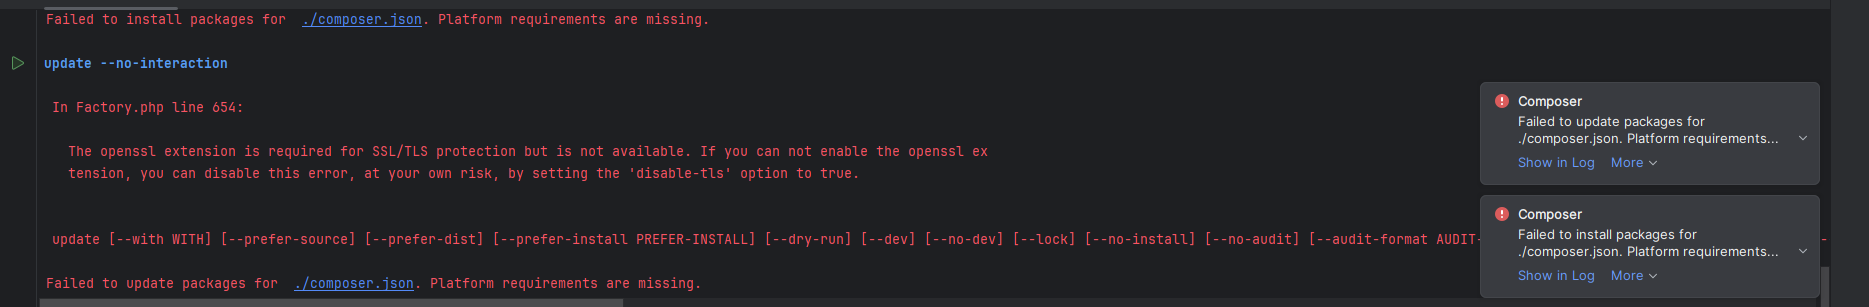 Failed to install packages for  ./composer.json. Platform requirements are missing.
update --no-interaction
In Factory.php line 654:
The openssl extension is required for SSL/TLS protection but is not available. If you can not enable the openssl ex
tension, you can disable this error, at your own risk, by setting the 'disable-tls' option to true.
update [--with WITH] [--prefer-source] [--prefer-dist] [--prefer-install PREFER-INSTALL] [--dry-run] [--dev] [--no-dev] [--lock] [--no-install] [--no-audit] [--audit-format AUDIT-
Failed to update packages for  ./composer.json. Platform requirements are missing.
Composer
Failed to update packages for
./composer.json. Platform requirements...
Show in Log More
Composer
Failed to install packages for
./composer.json. Platform requirements...
Show in Log More